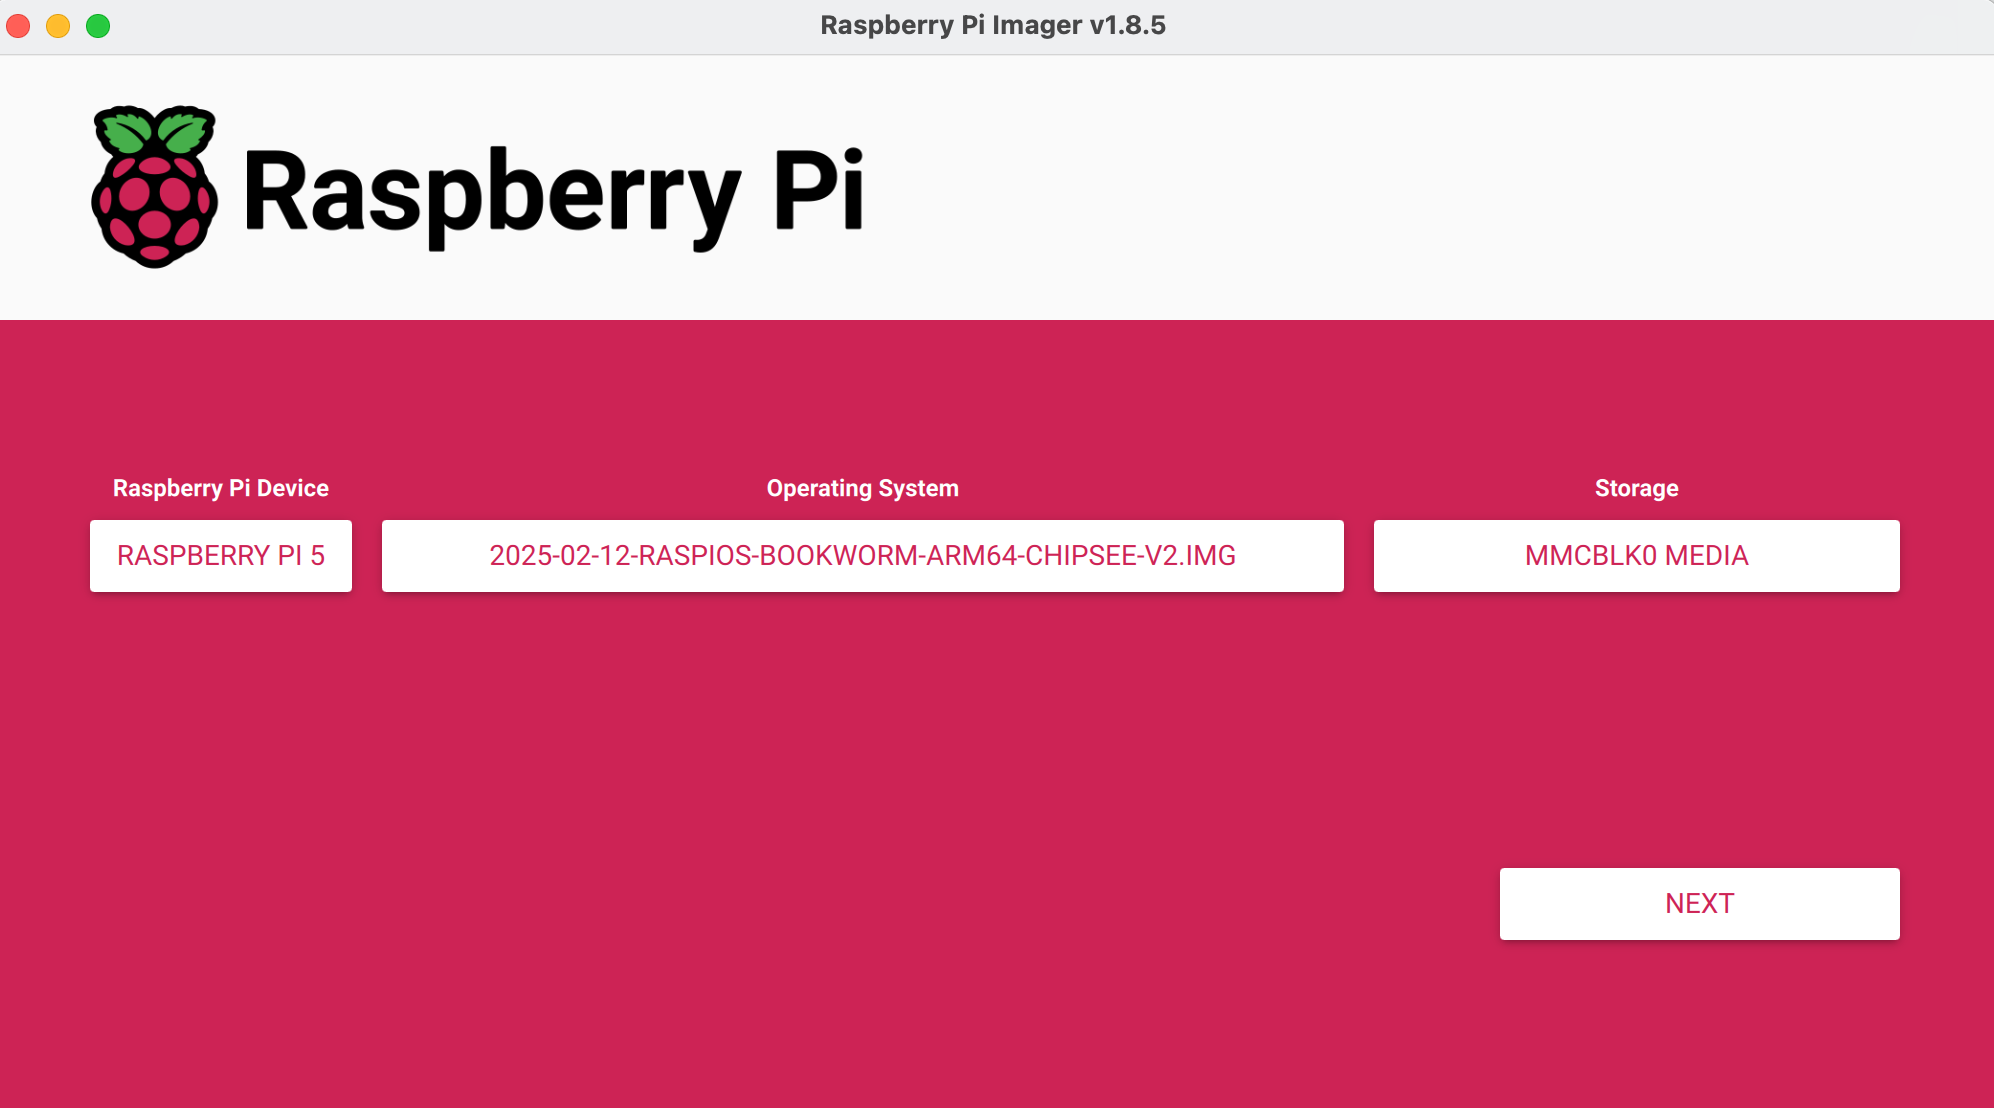 Raspberry Pi Imager v1.8.5
Raspberry Pi
Raspberry Pi Device
Operating System
Storage
RASPBERRY PI 5
2025-02-12-RASPIOS-BOOKWORM-ARM64-CHIPSEE-V2.IMG
MMCBLK0 MEDIA
NEXT